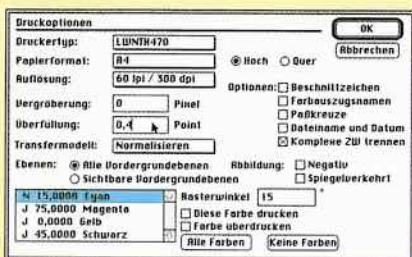 Druckoptionen
OK
Druckertyp: LWNTH470
Abbrechen
Papierformat: A4 Hoch Quer
Auflösung: 60 lpi / 300 dpi
Optionen: Beschnittzeichen
Farbauszugsnamen
Vergröberung: 0 Pixel
Paßkreuze
Überfüllung: 0,4 Point
Dateiname und Datum
Transfermodell: Normalisieren
Komplexe ZW trennen
Ebenen: Alle Vordergrundebenen Abbildung: Negativ
Sichtbare Vordergrundebenen Spiegelverkehrt
N 15,0000 Cyan Rasterwinkel 15 °
J 75,0000 Magenta Diese Farbe drucken
J 0,0000 Gelb Farbe überdrucken
J 45,0000 Schwarz Alle Farben Keine Farben